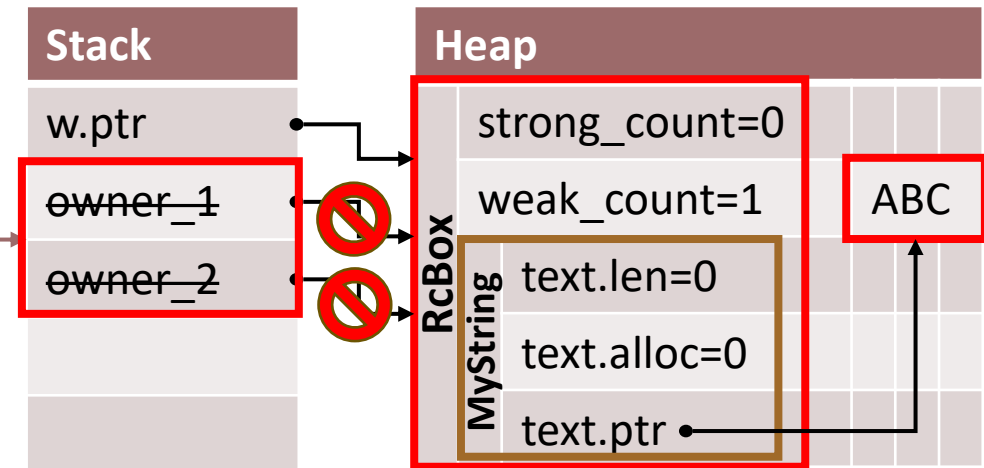 Stack
Heap
w.ptr
owner_1
owner_2
RcBox
strong_count=0
weak_count=1
ABC
MyString
text.len=0
text.alloc=0
text.ptr